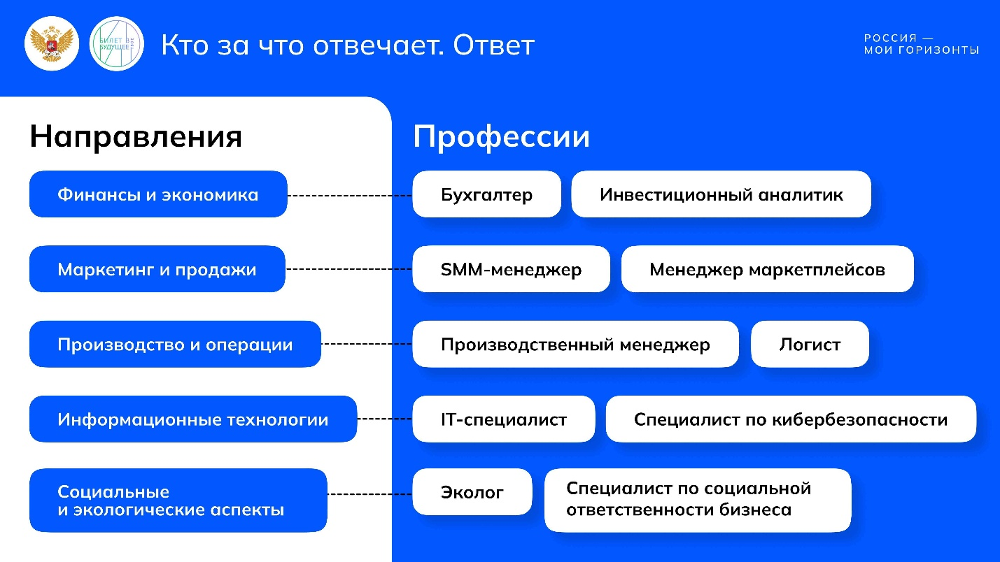 БИЛЕТ В
БУДУЩЕЕ
ТВОЁ
Кто за что отвечает. Ответ
РОССИЯ —
МОИ ГОРИЗОНТЫ
Направления
Профессии
Финансы и экономика
Бухгалтер
Инвестиционный аналитик
Маркетинг и продажи
SMM-менеджер
Менеджер маркетплейсов
Производство и операции
Производственный менеджер
Логист
Информационные технологии
IT-специалист
Специалист по кибербезопасности
Социальные
и экологические аспекты
Эколог
Специалист по социальной
ответственности бизнеса